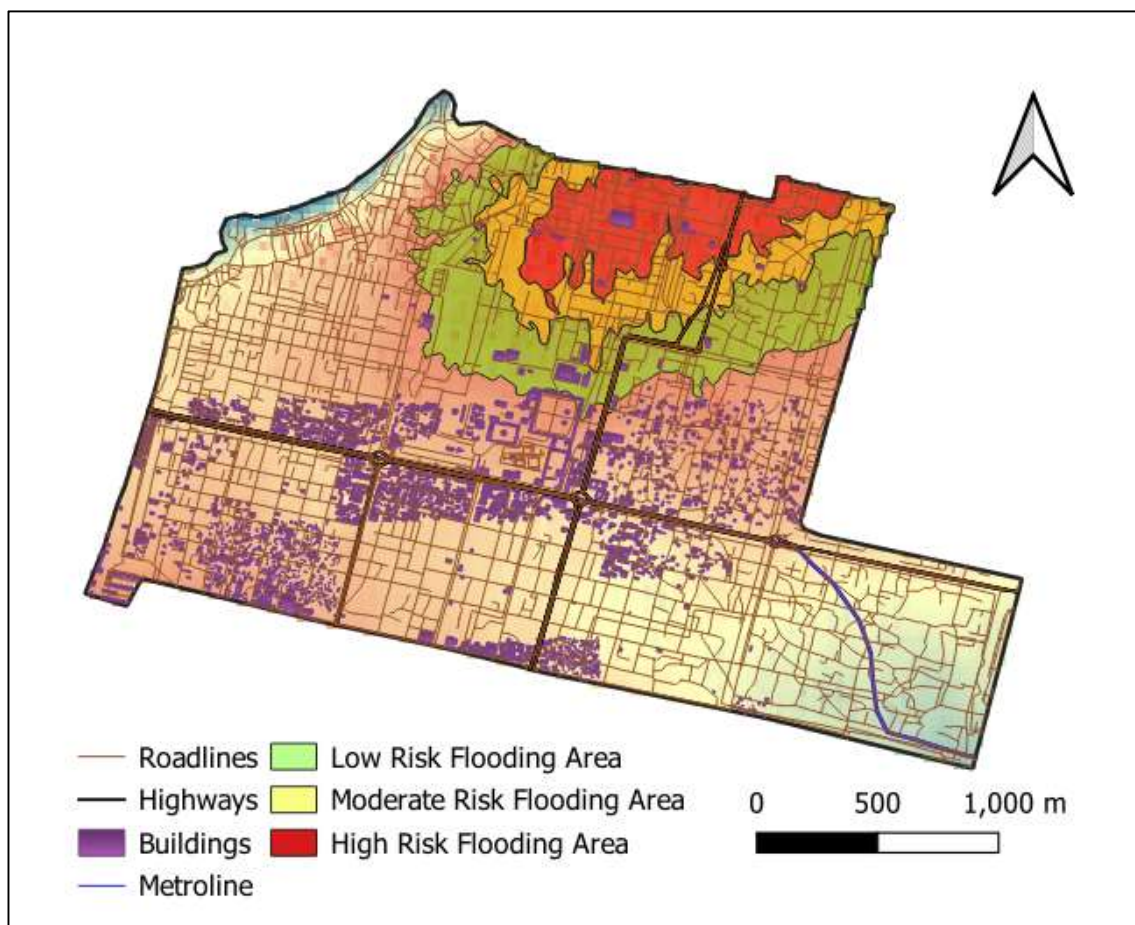 Roadlines
Highways
Buildings
Metroline
Low Risk Flooding Area
Moderate Risk Flooding Area
High Risk Flooding Area
0 500 1,000 m